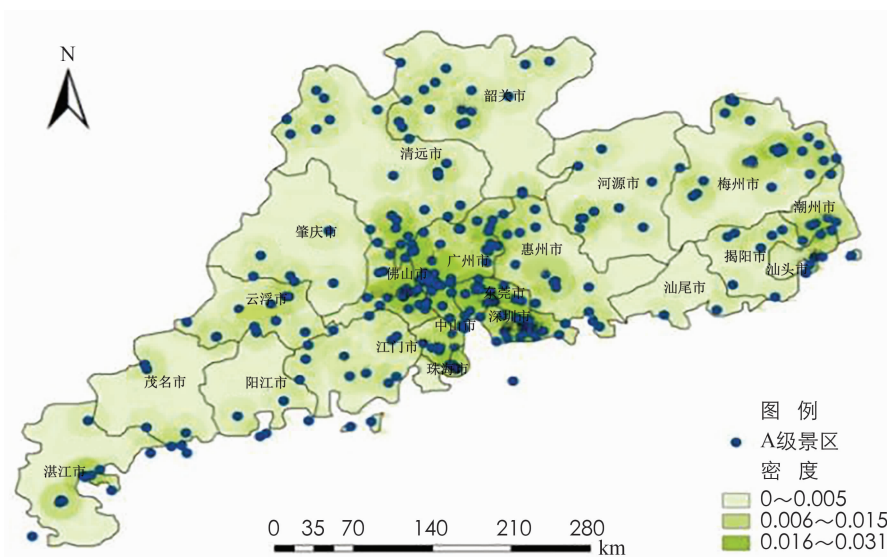 N
韶关市
清远市
河源市
梅州市
潮州市
肇庆市
惠州市
广州市
揭阳市
佛山市
汕头市
东莞市
汕尾市
云浮市
深圳市
中山市
江门市
珠海市
茂名市
阳江市
湛江市
图 例
A级景区
密 度
0～0.005
0.006～0.015
0.016～0.031
0 35 70 140 210 280
km